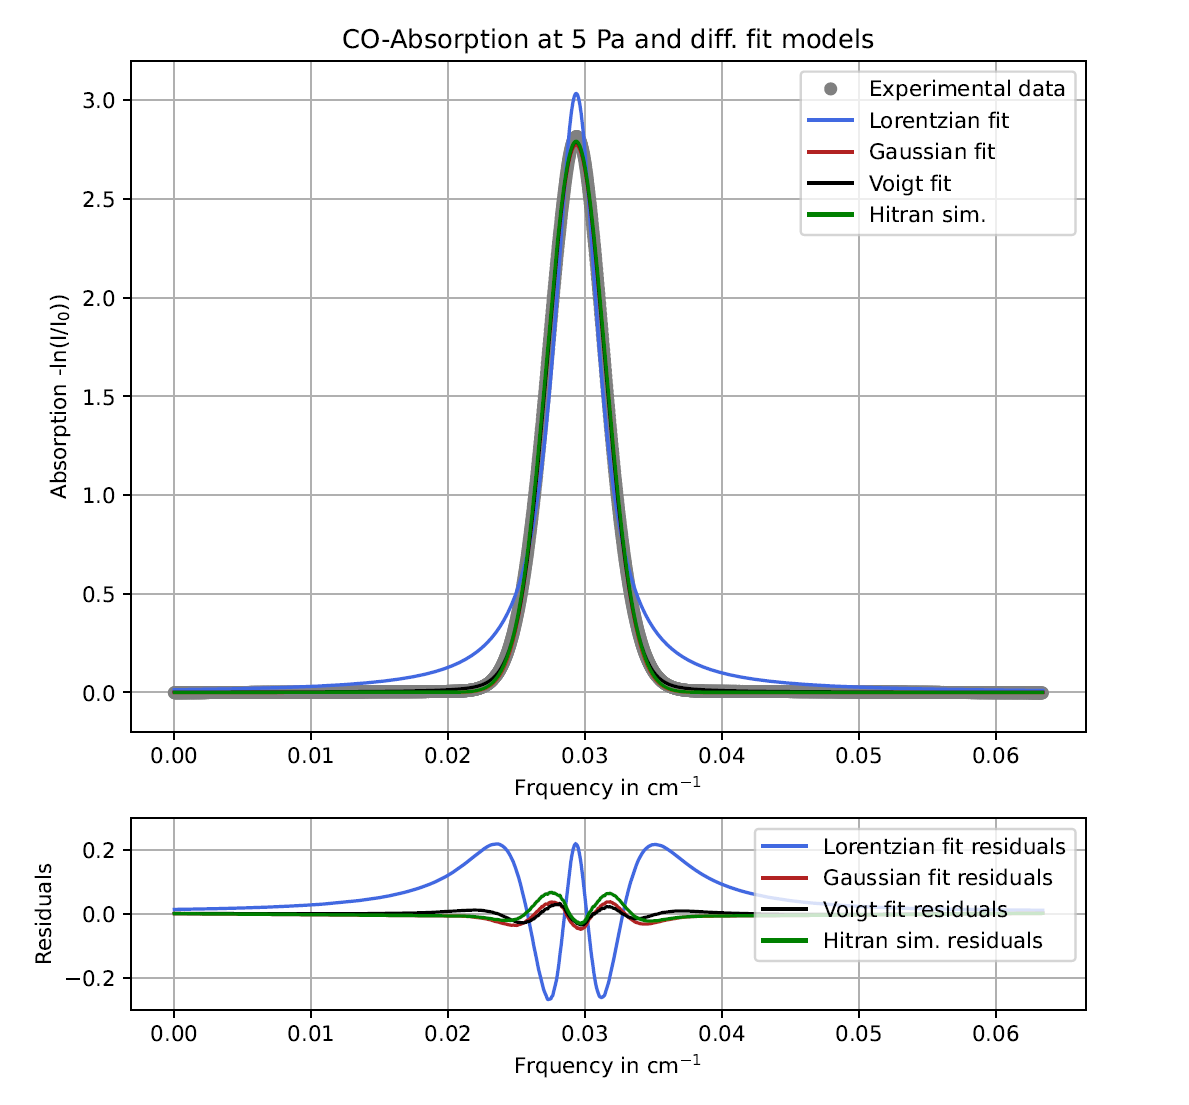 CO-Absorption at 5 Pa and diff. fit models
Absorption -ln(I/I₀))
3.0
2.5
2.0
1.5
1.0
0.5
0.0
Experimental data
Lorentzian fit
Gaussian fit
Voigt fit
Hitran sim.
0.00 0.01 0.02 0.03 0.04 0.05 0.06
Frquency in cm⁻¹
Residuals
0.2
0.0
−0.2
Lorentzian fit residuals
Gaussian fit residuals
Voigt fit residuals
Hitran sim. residuals
0.00 0.01 0.02 0.03 0.04 0.05 0.06
Frquency in cm⁻¹